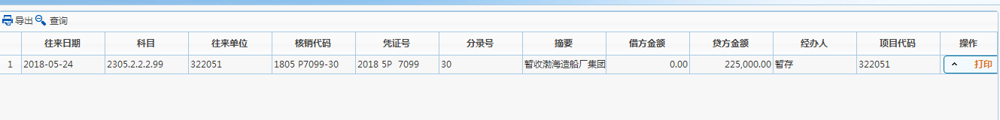 导出 查询
往来日期 科目 往来单位 核销代码 凭证号 分录号 摘要 借方金额 贷方金额 经办人 项目代码 操作
1 2018-05-24 2305.2.2.2.99 322051 1805 P7099-30 2018 5P 7099 30 暂收渤海造船厂集团 0.00 225,000.00 暂存 322051 打印